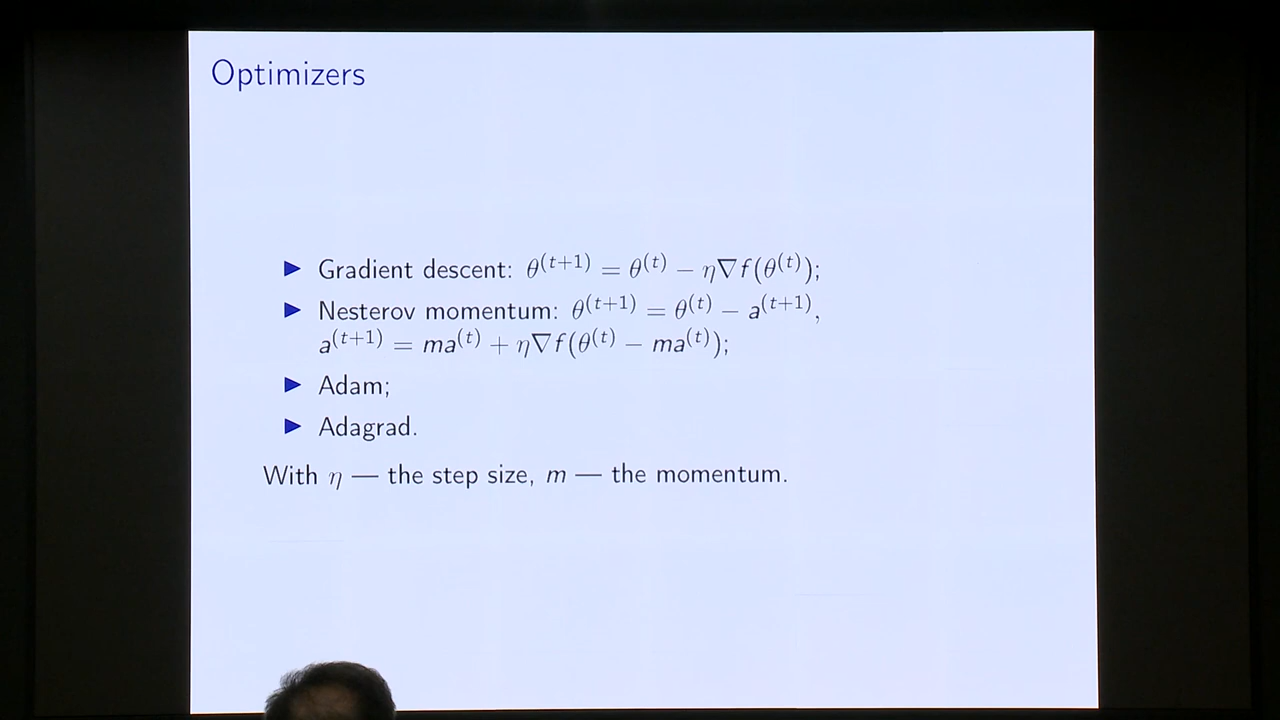 Optimizers
▶ Gradient descent: θ^{(t+1)} = θ^{(t)} − η∇f(θ^{(t)});
▶ Nesterov momentum: θ^{(t+1)} = θ^{(t)} − a^{(t+1)},
a^{(t+1)} = ma^{(t)} + η∇f(θ^{(t)} − ma^{(t)});
▶ Adam;
▶ Adagrad.
With η — the step size, m — the momentum.